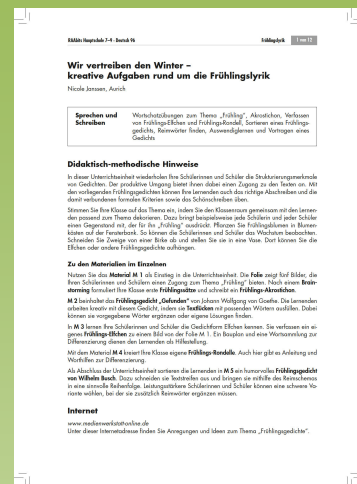 RAAbits Hauptschule 7–9 · Deutsch 96
Frühlingslyrik
1 von 12
Wir vertreiben den Winter –
kreative Aufgaben rund um die Frühlingslyrik
Nicole Janssen, Aurich
Sprechen und
Schreiben
Wortschatzübungen zum Thema „Frühling“, Akrostichon, Verfassen
von Frühlings-Elfchen und Frühlings-Rondell, Sortieren eines Frühlings-
gedichts, Reimwörter finden, Auswendiglernen und Vortragen eines
Gedichts
Didaktisch-methodische Hinweise
In dieser Unterrichtseinheit wiederholen Ihre Schülerinnen und Schüler die Strukturierungsmerkmale
von Gedichten. Der produktive Umgang bietet ihnen dabei einen Zugang zu den Texten an. Mit
den vorliegenden Frühlingsgedichten können Ihre Lernenden auch das richtige Abschreiben und die
damit verbundenen formalen Kriterien sowie das Schönschreiben üben.
Stimmen Sie Ihre Klasse auf das Thema ein, indem Sie den Klassenraum gemeinsam mit den Lernen-
den passend zum Thema dekorieren. Dazu bringt beispielsweise jede Schülerin und jeder Schüler
einen Gegenstand mit, der für ihn „Frühling“ ausdrückt. Pflanzen Sie Frühlingsblumen in Blumen-
kästen auf der Fensterbank. So können die Schülerinnen und Schüler das Wachstum beobachten.
Schneiden Sie Zweige von einer Birke ab und stellen Sie sie in eine Vase. Dort können Sie die
Elfchen oder andere Frühlingsgedichte aufhängen.
Zu den Materialien im Einzelnen
Nutzen Sie das Material M 1 als Einstieg in die Unterrichtseinheit. Die Folie zeigt fünf Bilder, die
Ihren Schülerinnen und Schülern einen Zugang zum Thema „Frühling“ bieten. Nach einem Brain-
storming formuliert Ihre Klasse erste Frühlingssätze und schreibt ein Frühlings-Akrostichon.
M 2 beinhaltet das Frühlingsgedicht „Gefunden“ von Johann Wolfgang von Goethe. Die Lernenden
arbeiten kreativ mit diesem Gedicht, indem sie Textlücken mit passenden Wörtern ausfüllen. Dabei
können sie vorgegebene Wörter ergänzen oder eigene Lösungen finden.
In M 3 lernen Ihre Schülerinnen und Schüler die Gedichtform Elfchen kennen. Sie verfassen ein ei-
genes Frühlings-Elfchen zu einem Bild von der Folie M 1. Ein Bauplan und eine Wortsammlung zur
Differenzierung dienen den Lernenden als Hilfestellung.
Mit dem Material M 4 kreiert Ihre Klasse eigene Frühlings-Rondelle. Auch hier gibt es Anleitung und
Worthilfen zur Differenzierung.
Als Abschluss der Unterrichtseinheit sortieren die Lernenden in M 5 ein humorvolles Frühlingsgedicht
von Wilhelm Busch. Dazu schneiden sie Textstreifen aus und bringen sie mithilfe des Reimschemas
in eine sinnvolle Reihenfolge. Leistungsstärkere Schülerinnen und Schüler können eine schwere Va-
riante wählen, bei der sie zusätzlich Reimwörter ergänzen müssen.
Internet
www.medienwerkstattonline.de
Unter dieser Internetadresse finden Sie Anregungen und Ideen zum Thema „Frühlingsgedichte“.